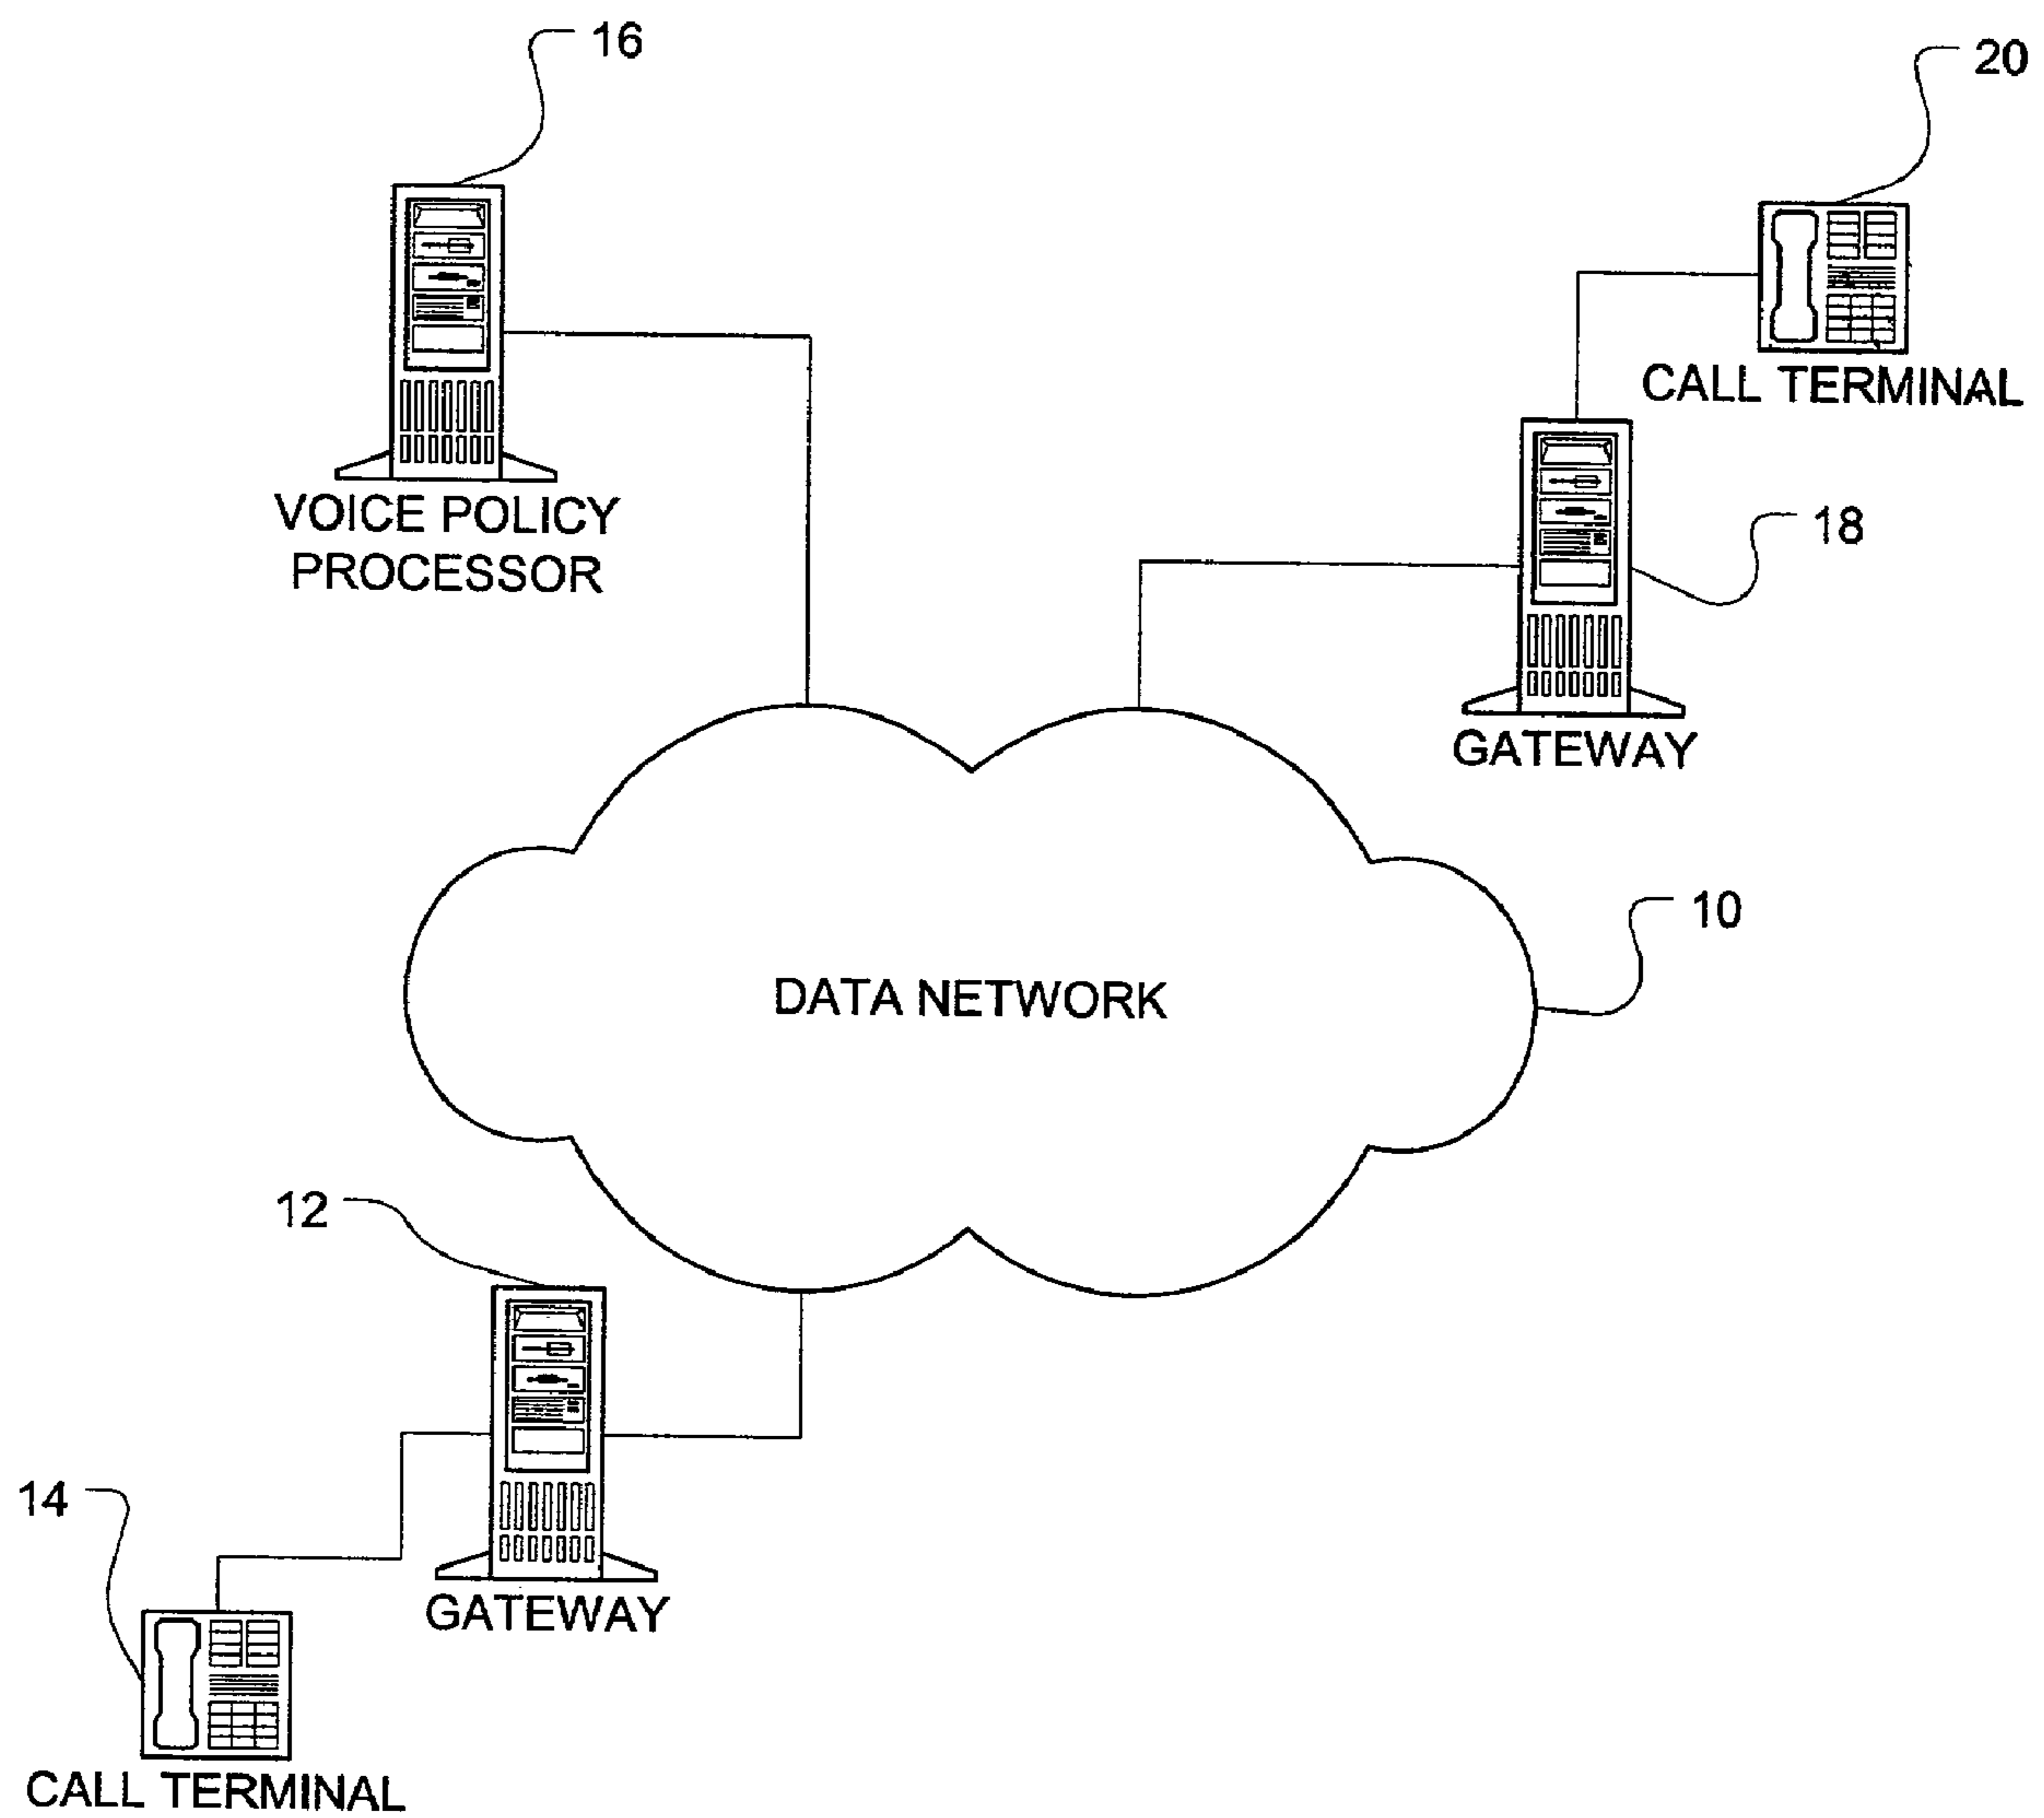 16
20
CALL TERMINAL
VOICE POLICY
PROCESSOR
18
GATEWAY
10
DATA NETWORK
12
14
GATEWAY
CALL TERMINAL